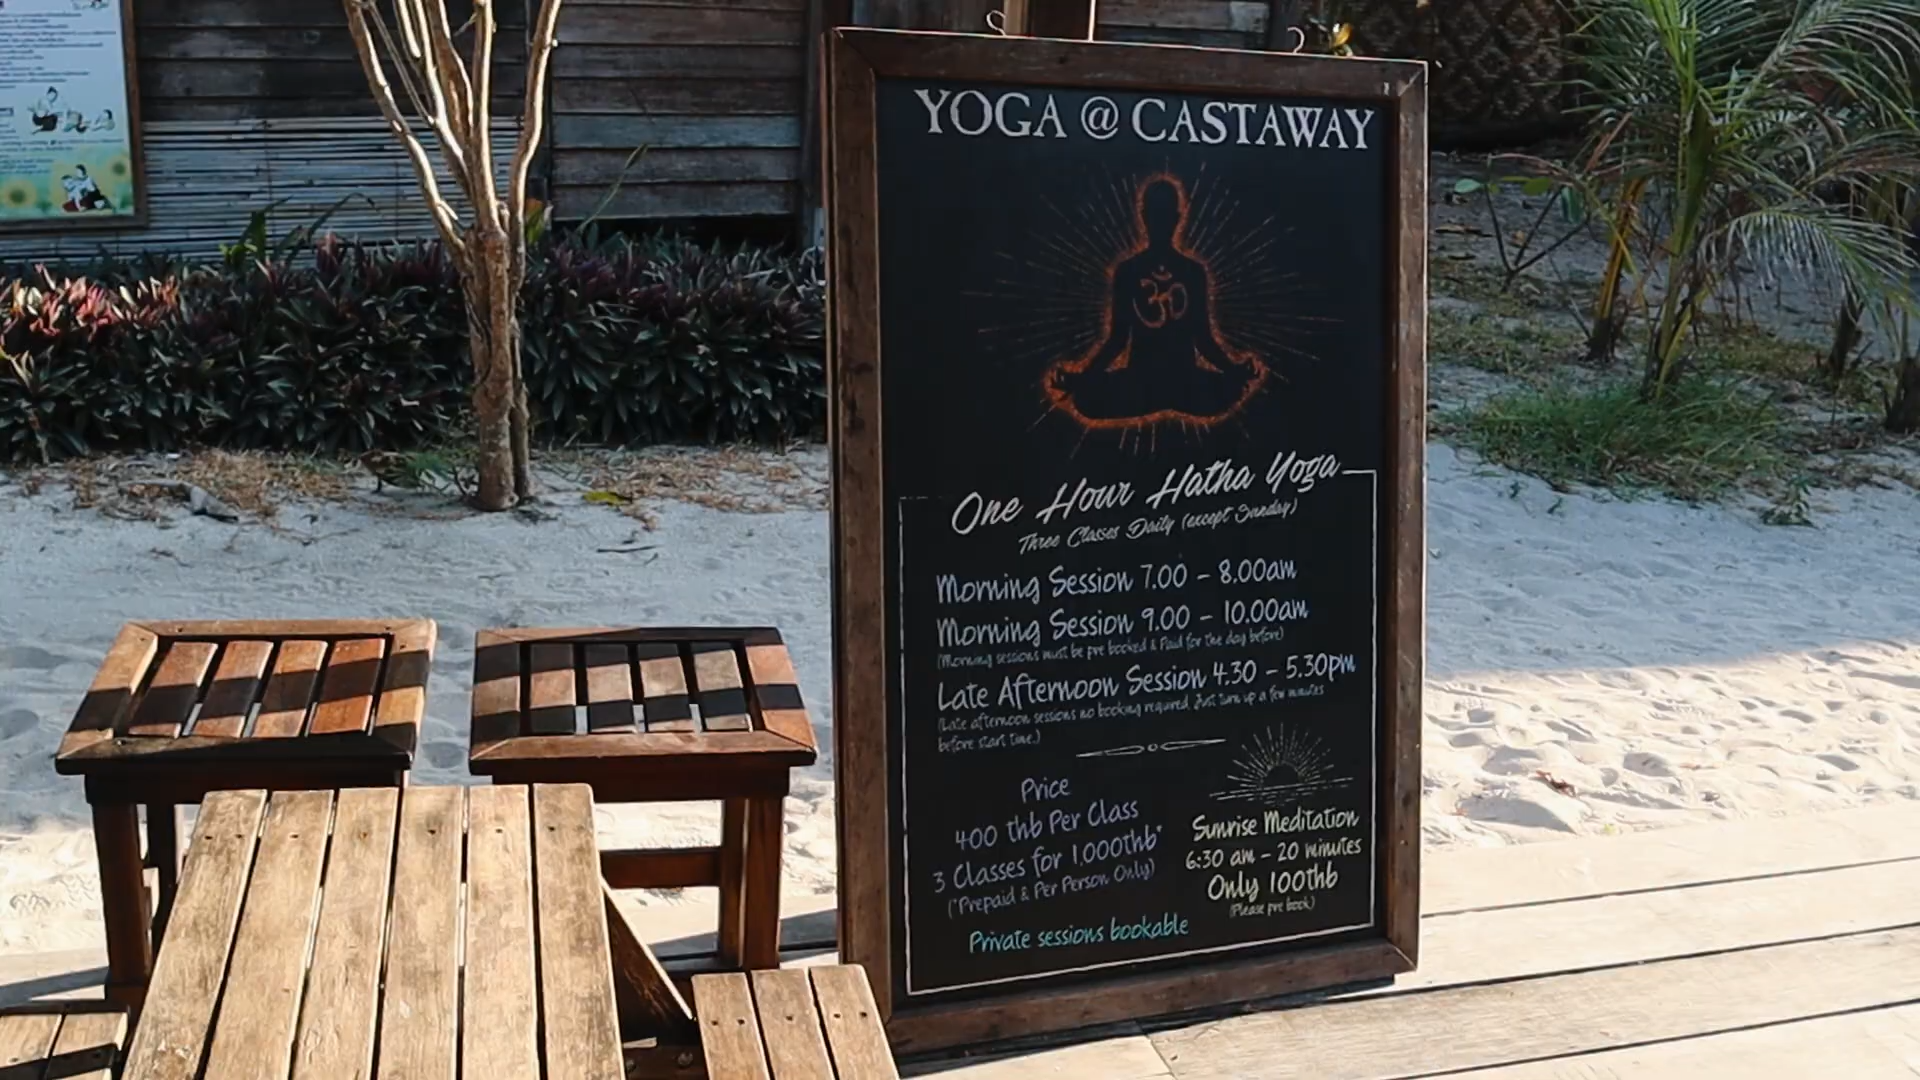 YOGA @ CASTAWAY
ॐ
One Hour Hatha Yoga
Three Classes Daily (except Sunday)
Morning Session 7.00 - 8.00am
Morning Session 9.00 - 10.00am
(Morning sessions must be pre booked & Paid for the day before)
Late Afternoon Session 4.30 - 5.30pm
(Late afternoon sessions no booking required, Just turn up a few minutes
before start time.)
Price
400 thb Per Class
3 Classes for 1,000thb*
(*Prepaid & Per Person Only)
Sunrise Meditation
6:30 am - 20 minutes
Only 100thb
(Please pre book)
Private sessions bookable